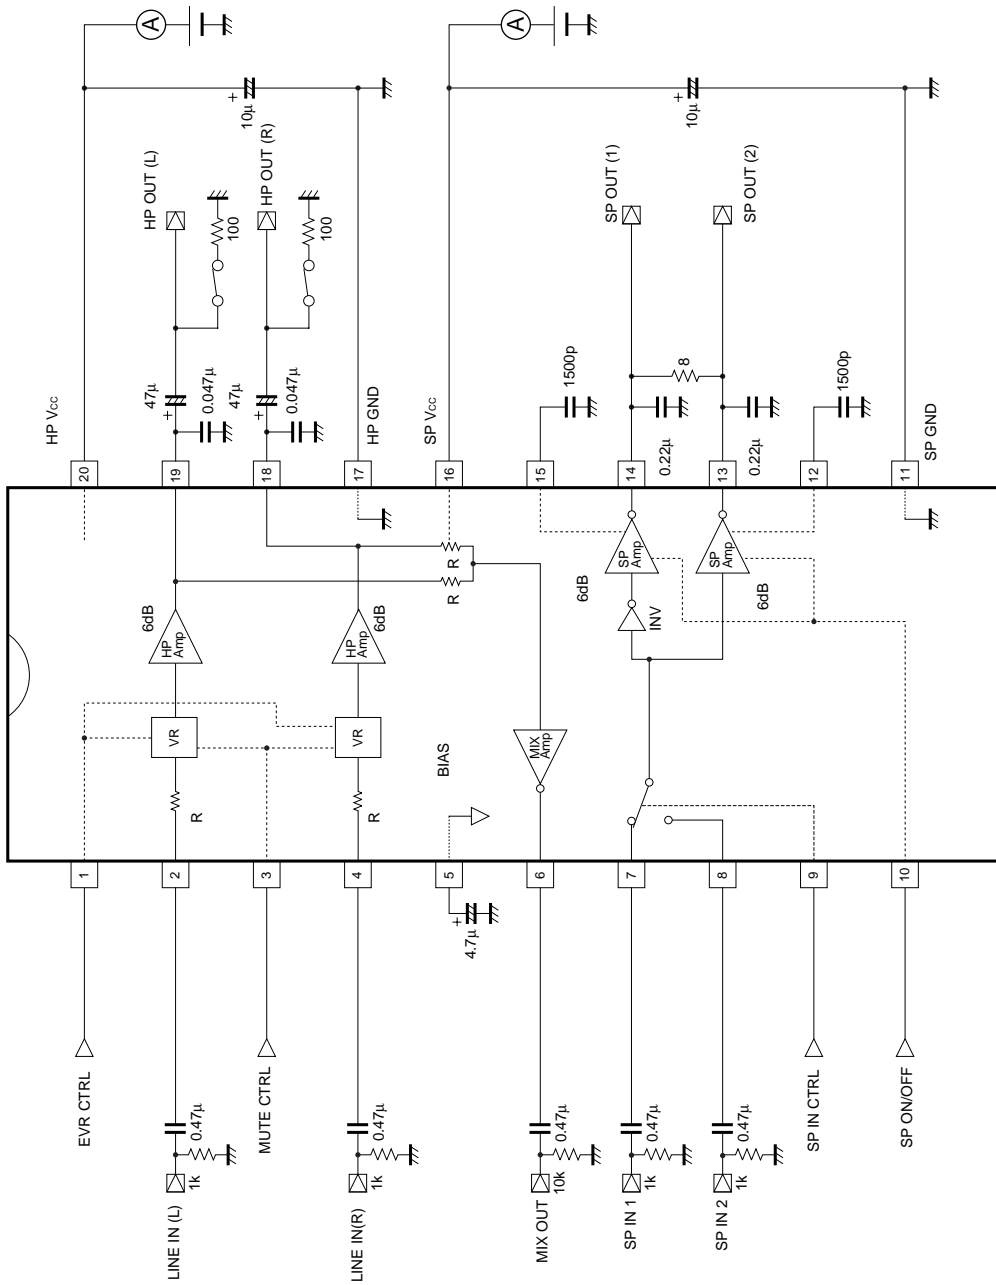 A
A
10µ
+
HP OUT (L)
HP OUT (R)
100
100
10µ
+
SP OUT (1)
SP OUT (2)
HP Vcc
47µ
+
0.047µ
47µ
+
0.047µ
HP GND
SP Vcc
1500p
8
0.22µ
0.22µ
1500p
SP GND
20
19
18
17
16
15
14
13
12
11
6dB
HP Amp
6dB
HP Amp
R
R
6dB
SP Amp
SP Amp
6dB
INV
VR
VR
R
R
BIAS
MIX Amp
1
2
3
4
5
6
7
8
9
10
+
4.7µ
EVR CTRL
LINE IN (L)
1k
0.47µ
MUTE CTRL
LINE IN(R)
1k
0.47µ
MIX OUT
10k
0.47µ
SP IN 1
1k
0.47µ
SP IN 2
1k
0.47µ
SP IN CTRL
SP ON/OFF